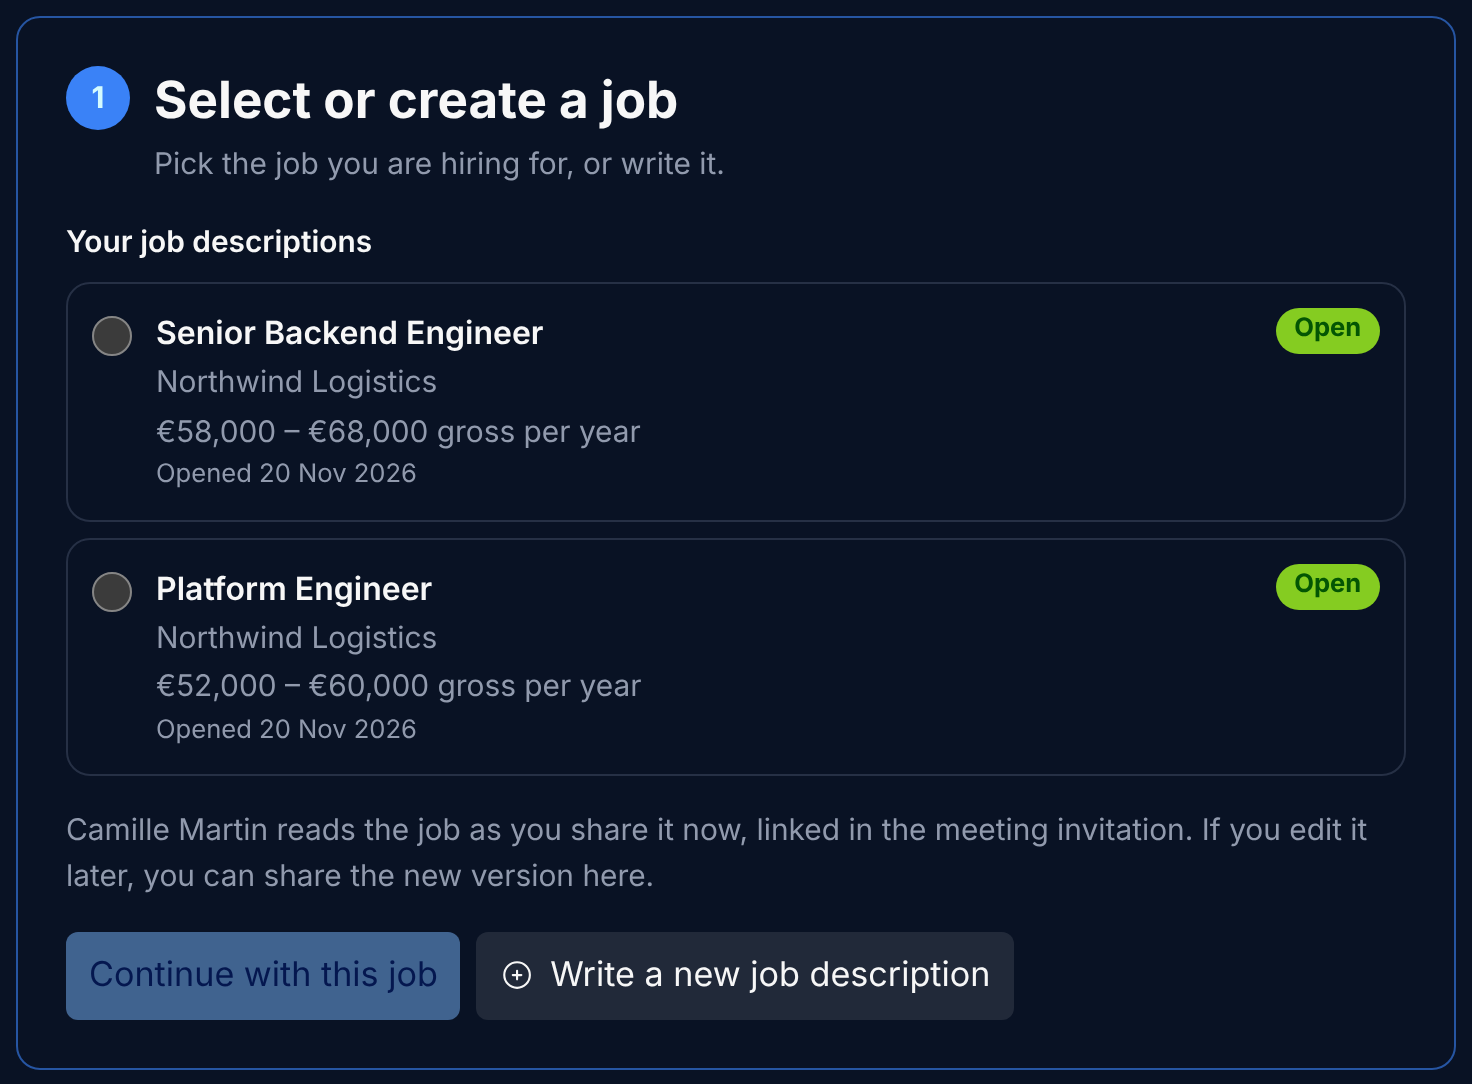 1
Select or create a job
Pick the job you are hiring for, or write it.
Your job descriptions
Senior Backend Engineer
Open
Northwind Logistics
€58,000 – €68,000 gross per year
Opened 20 Nov 2026
Platform Engineer
Open
Northwind Logistics
€52,000 – €60,000 gross per year
Opened 20 Nov 2026
Camille Martin reads the job as you share it now, linked in the meeting invitation. If you edit it
later, you can share the new version here.
Continue with this job
Write a new job description